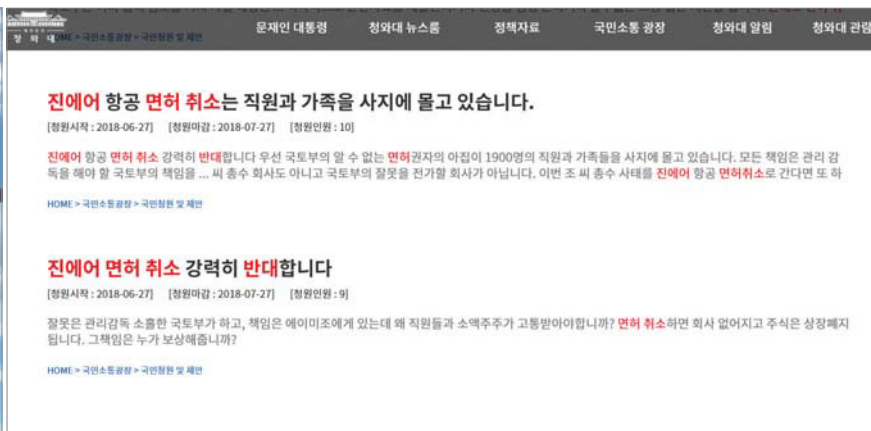 문재인 대통령 청와대 뉴스룸 정책자료 국민소통 광장 청와대 알림 청와대 관람
청 와 대
HOME > 국민소통광장 > 국민청원 및 제안
진에어 항공 면허 취소는 직원과 가족을 사지에 몰고 있습니다.
[청원시작 : 2018-06-27] [청원마감 : 2018-07-27] [청원인원 : 10]
진에어 항공 면허 취소 강력히 반대합니다 우선 국토부의 알 수 없는 면허권자의 아집이 1900명의 직원과 가족들을 사지에 몰고 있습니다. 모든 책임은 관리 감
독을 해야 할 국토부의 책임을 ... 씨 총수 회사도 아니고 국토부의 잘못을 전가할 회사가 아닙니다. 이번 조 씨 총수 사태를 진에어 항공 면허취소로 간다면 또 하
HOME > 국민소통광장 > 국민청원 및 제안
진에어 면허 취소 강력히 반대합니다
[청원시작 : 2018-06-27] [청원마감 : 2018-07-27] [청원인원 : 9]
잘못은 관리감독 소홀한 국토부가 하고, 책임은 에이미조에게 있는데 왜 직원들과 소액주주가 고통받아야합니까? 면허 취소하면 회사 없어지고 주식은 상장폐지
됩니다. 그책임은 누가 보상해줍니까?
HOME > 국민소통광장 > 국민청원 및 제안